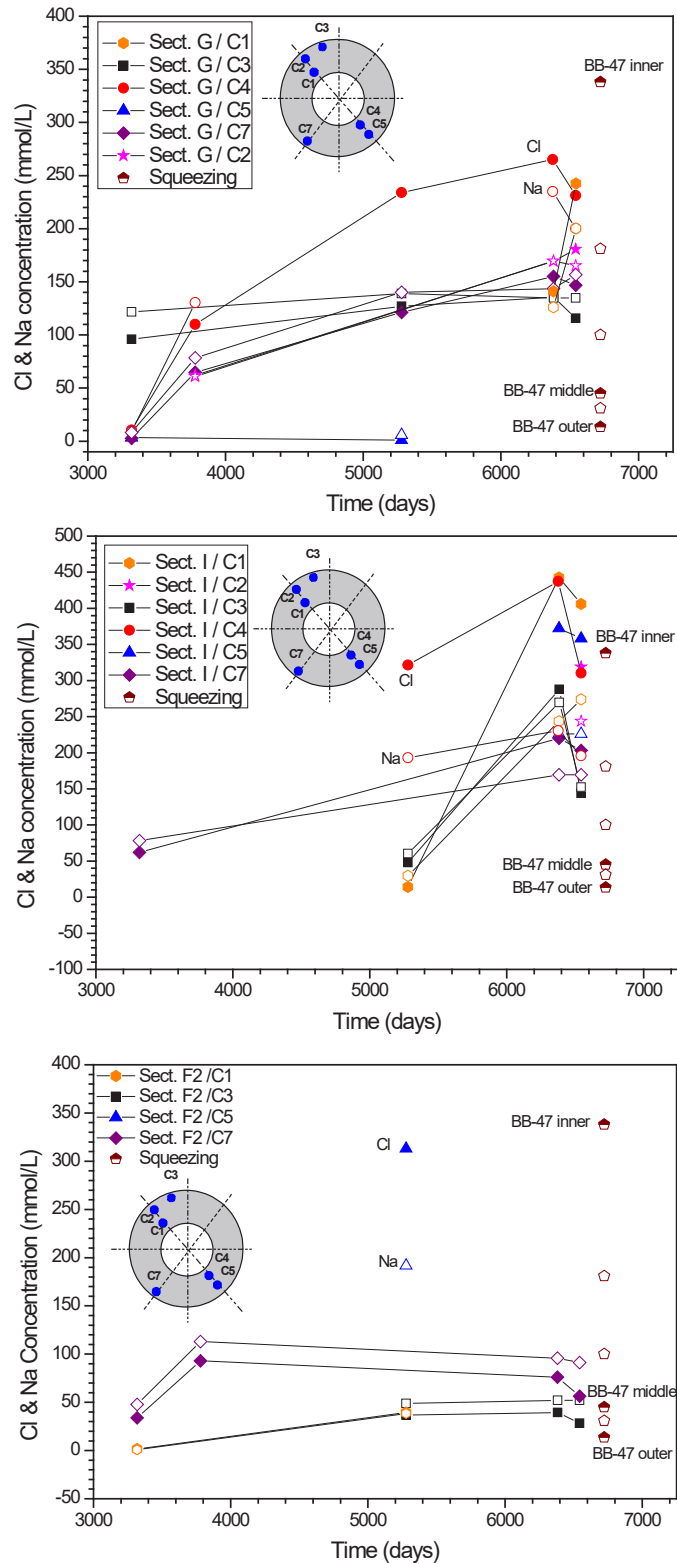 400
350
300
250
200
150
100
50
0
3000 4000 5000 6000 7000
Cl & Na concentration (mmol/L)
Time (days)
Sect. G / C1
Sect. G / C3
Sect. G / C4
Sect. G / C5
Sect. G / C7
Sect. G / C2
Squeezing
C3
C2
C1
C4
C5
C7
BB-47 inner
Cl
Na
BB-47 middle
BB-47 outer
500
450
400
350
300
250
200
150
100
50
0
-50
-100
3000 4000 5000 6000 7000
Cl & Na concentration (mmol/L)
Time (days)
Sect. I / C1
Sect. I / C2
Sect. I / C3
Sect. I / C4
Sect. I / C5
Sect. I / C7
Squeezing
C3
C2
C1
C4
C5
C7
BB-47 inner
Cl
Na
BB-47 middle
BB-47 outer
400
350
300
250
200
150
100
50
0
-50
3000 4000 5000 6000 7000
Cl & Na Concentration (mmol/L)
Time (days)
Sect. F2 /C1
Sect. F2 /C3
Sect. F2 /C5
Sect. F2 /C7
Squeezing
C3
C2
C1
C4
C5
C7
BB-47 inner
Cl
Na
BB-47 middle
BB-47 outer